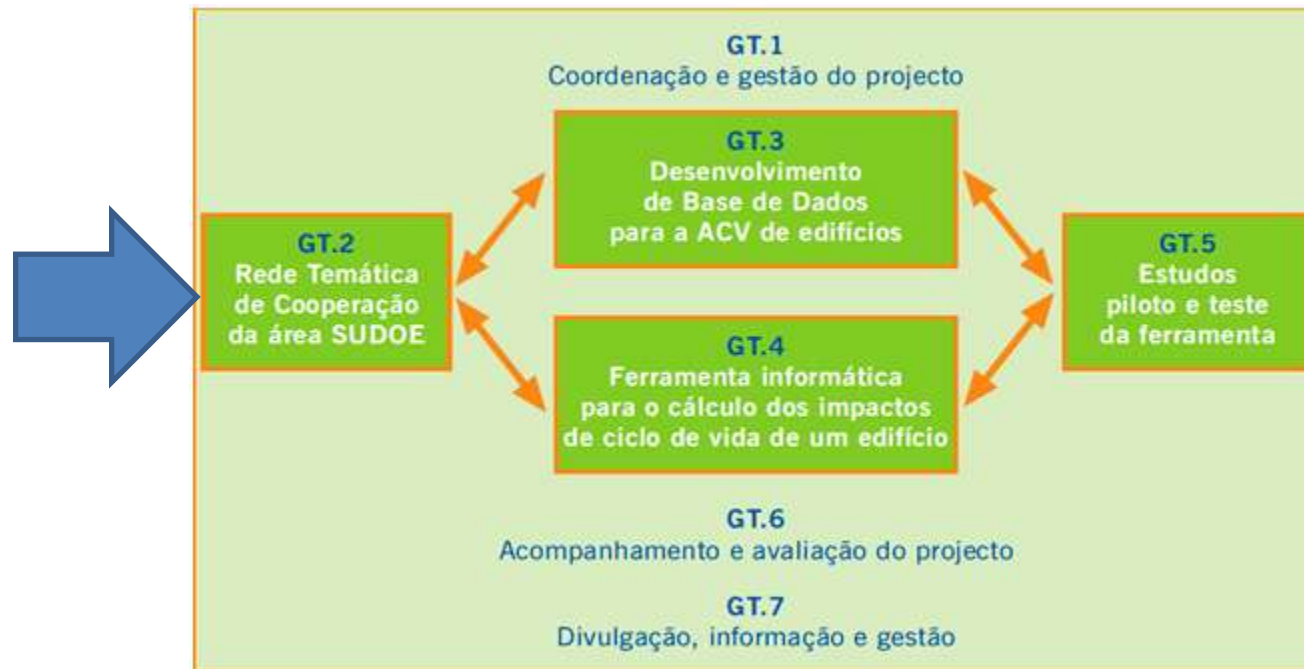 GT.1
Coordenação e gestão do projecto
GT.3
Desenvolvimento
de Base de Dados
para a ACV de edifícios
GT.2
Rede Temática
de Cooperação
da área SUDOE
GT.5
Estudos
piloto e teste
da ferramenta
GT.4
Ferramenta informática
para o cálculo dos impactos
de ciclo de vida de um edifício
GT.6
Acompanhamento e avaliação do projecto
GT.7
Divulgação, informação e gestão